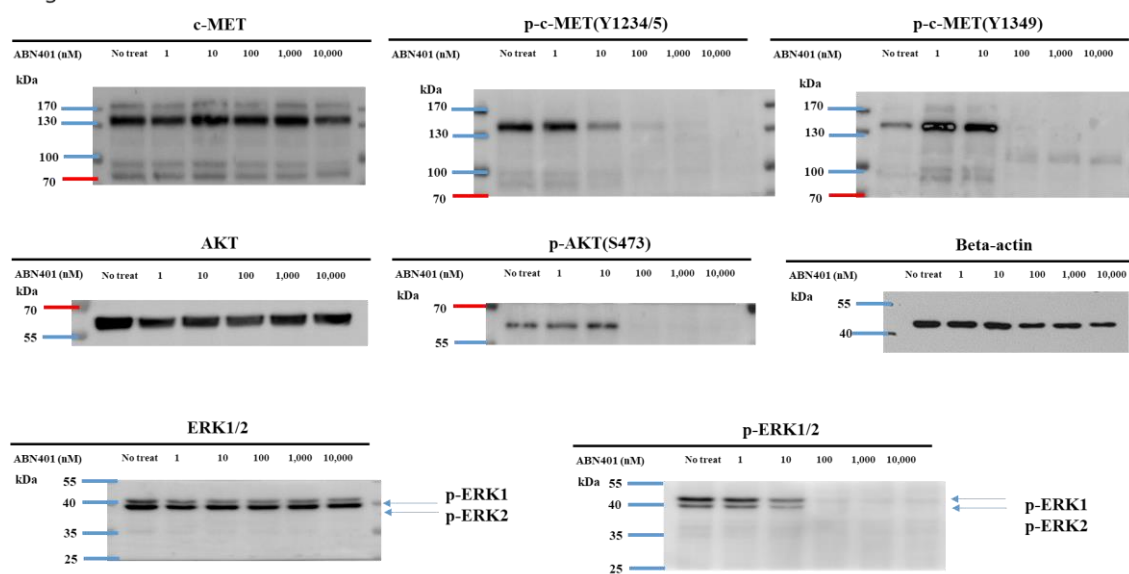 c-MET
ABN401 (nM) No treat 1 10 100 1,000 10,000
kDa
170
130
100
70
p-c-MET(Y1234/5)
ABN401 (nM) No treat 1 10 100 1,000 10,000
kDa
170
130
100
70
p-c-MET(Y1349)
ABN401 (nM) No treat 1 10 100 1,000 10,000
kDa
170
130
100
70
AKT
ABN401 (nM) No treat 1 10 100 1,000 10,000
kDa
70
55
p-AKT(S473)
ABN401 (nM) No treat 1 10 100 1,000 10,000
kDa
70
55
Beta-actin
ABN401 (nM) No treat 1 10 100 1,000 10,000
kDa
55
40
ERK1/2
ABN401 (nM) No treat 1 10 100 1,000 10,000
kDa
55
40
35
25
p-ERK1
p-ERK2
p-ERK1/2
ABN401 (nM) No treat 1 10 100 1,000 10,000
kDa
55
40
35
25
p-ERK1
p-ERK2